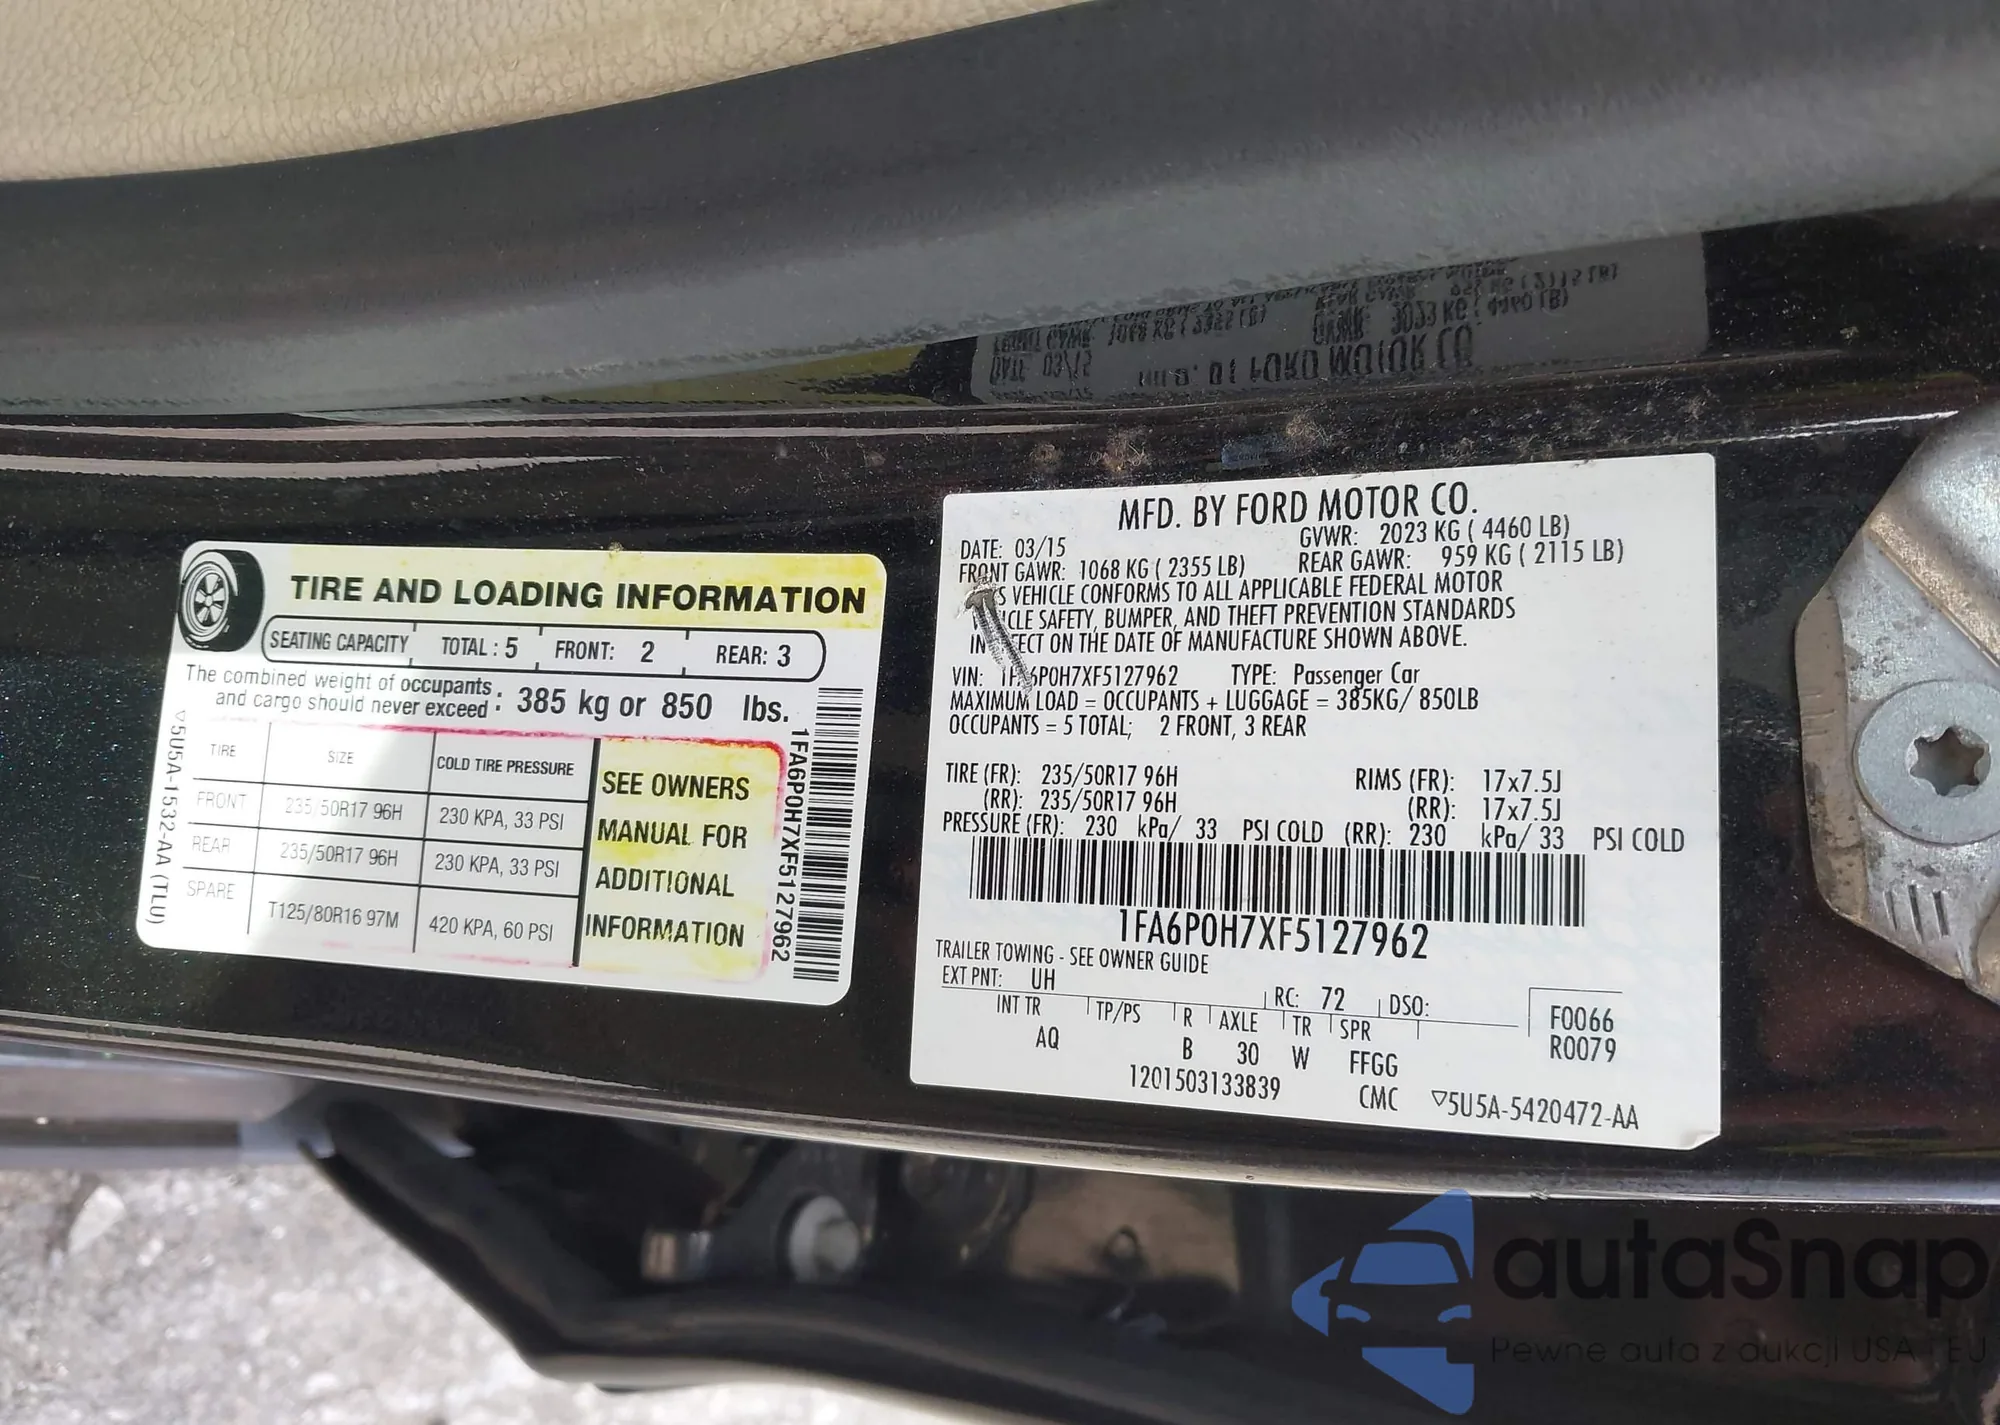 TIRE AND LOADING INFORMATION
SEATING CAPACITY TOTAL : 5 FRONT: 2 REAR: 3
The combined weight of occupants
and cargo should never exceed : 385 kg or 850 lbs.
TIRE SIZE COLD TIRE PRESSURE
FRONT 235/50R17 96H 230 KPA, 33 PSI
REAR 235/50R17 96H 230 KPA, 33 PSI
SPARE T125/80R16 97M 420 KPA, 60 PSI
SEE OWNERS
MANUAL FOR
ADDITIONAL
INFORMATION
▽5U5A-1532-AA (TLU)
1FA6P0H7XF5127962
MFD. BY FORD MOTOR CO.
DATE: 03/15 GVWR: 2023 KG ( 4460 LB)
FRONT GAWR: 1068 KG ( 2355 LB) REAR GAWR: 959 KG ( 2115 LB)
VEHICLE CONFORMS TO ALL APPLICABLE FEDERAL MOTOR
SAFETY, BUMPER, AND THEFT PREVENTION STANDARDS
ON THE DATE OF MANUFACTURE SHOWN ABOVE.
VIN: 6P0H7XF5127962 TYPE: Passenger Car
MAXIMUM LOAD = OCCUPANTS + LUGGAGE = 385KG/ 850LB
OCCUPANTS = 5 TOTAL; 2 FRONT, 3 REAR
TIRE (FR): 235/50R17 96H RIMS (FR): 17x7.5J
(RR): 235/50R17 96H (RR): 17x7.5J
PRESSURE (FR): 230 kPa/ 33 PSI COLD (RR): 230 kPa/ 33 PSI COLD
1FA6P0H7XF5127962
TRAILER TOWING - SEE OWNER GUIDE
EXT PNT: UH RC: 72 DSO:
INT TR TP/PS R AXLE TR SPR F0066
AQ B 30 W FFGG R0079
1201503133839 CMC ▽5U5A-5420472-AA
autaSnap
Pewne auta z aukcji USA i EU